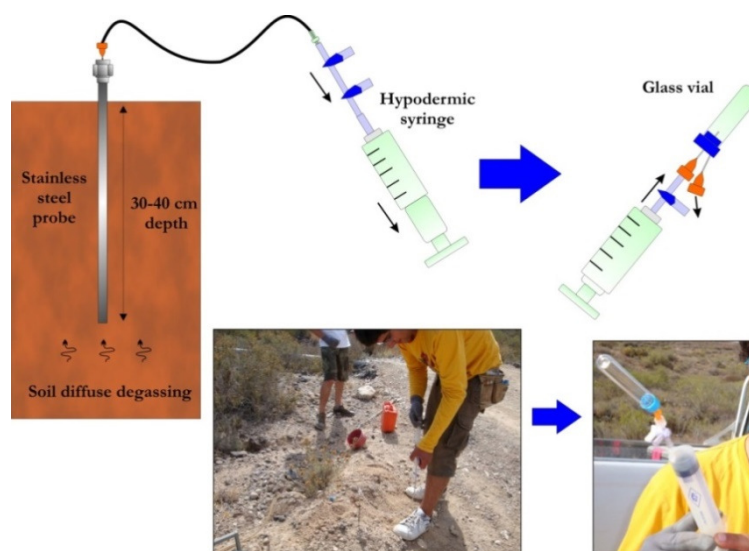 Hypodermic
syringe
Glass vial
Stainless
steel
probe
30-40 cm
depth
Soil diffuse degassing